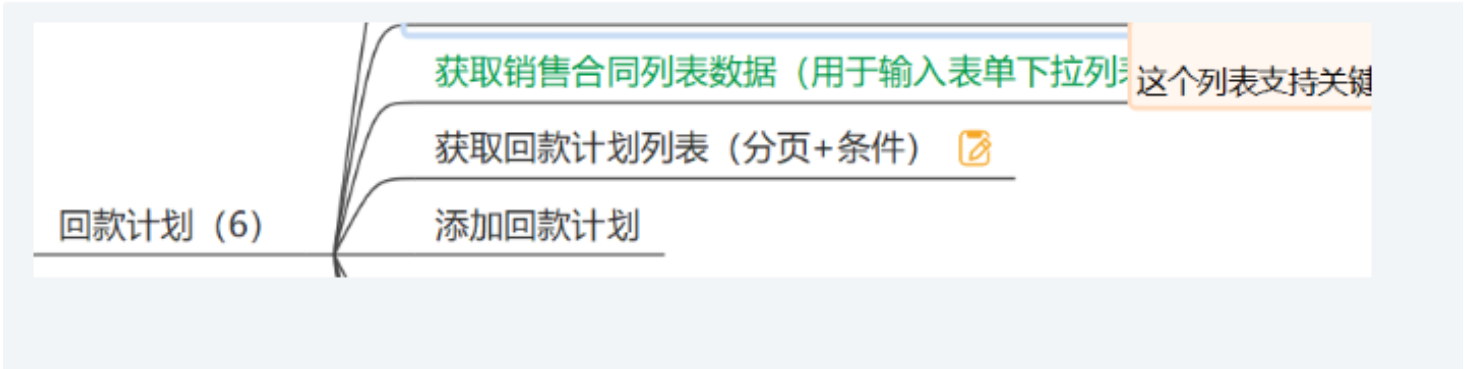 获取销售合同列表数据（用于输入表单下拉列
这个列表支持关键
获取回款计划列表（分页+条件）
回款计划（6）
添加回款计划